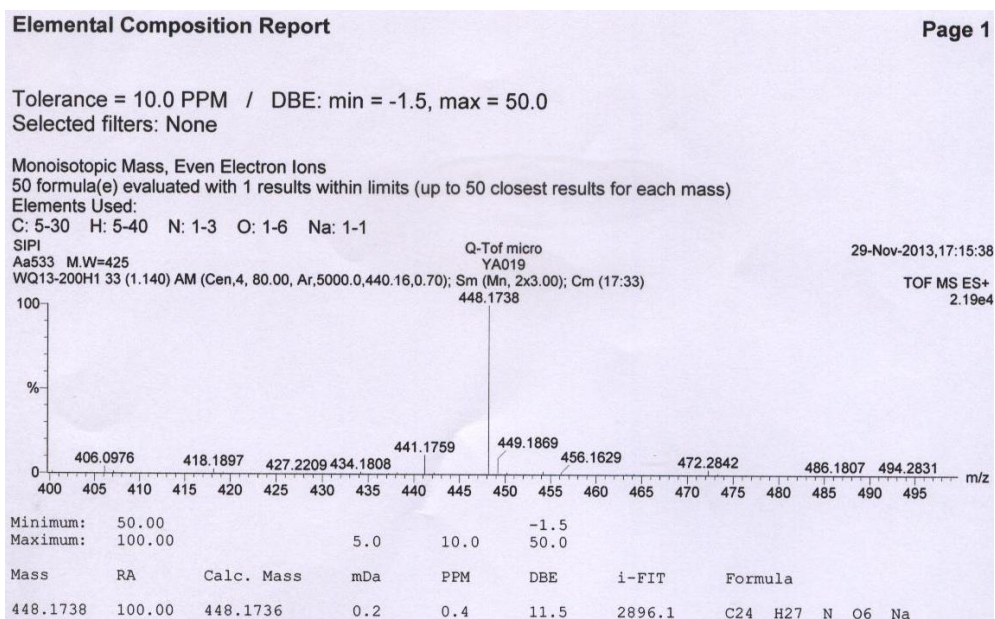 Elemental Composition Report
Page 1
Tolerance = 10.0 PPM / DBE: min = -1.5, max = 50.0
Selected filters: None
Monoisotopic Mass, Even Electron Ions
50 formula(e) evaluated with 1 results within limits (up to 50 closest results for each mass)
Elements Used:
C: 5-30 H: 5-40 N: 1-3 O: 1-6 Na: 1-1
SIPI
Q-Tof micro
29-Nov-2013,17:15:38
Aa533 M.W=425
YA019
WQ13-200H1 33 (1.140) AM (Cen,4, 80.00, Ar,5000.0,440.16,0.70); Sm (Mn, 2x3.00); Cm (17:33)
TOF MS ES+
448.1738
2.19e4
100
%
0
406.0976
418.1897
427.2209
434.1808
441.1759
449.1869
456.1629
472.2842
486.1807
494.2831
m/z
400 405 410 415 420 425 430 435 440 445 450 455 460 465 470 475 480 485 490 495
Minimum: 50.00 -1.5
Maximum: 100.00 5.0 10.0 50.0
Mass RA Calc. Mass mDa PPM DBE i-FIT Formula
448.1738 100.00 448.1736 0.2 0.4 11.5 2896.1 C24 H27 N O6 Na